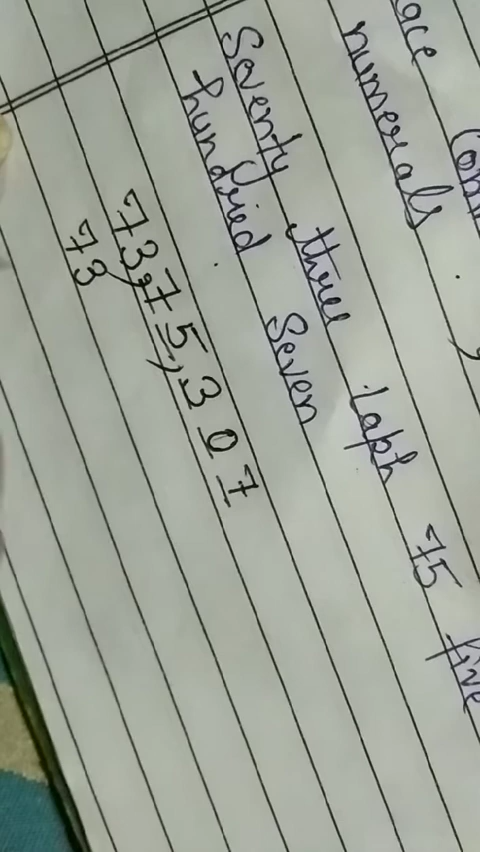 numerals
Seventy three Lakh 75 five
hundred Seven
73,75,307
73